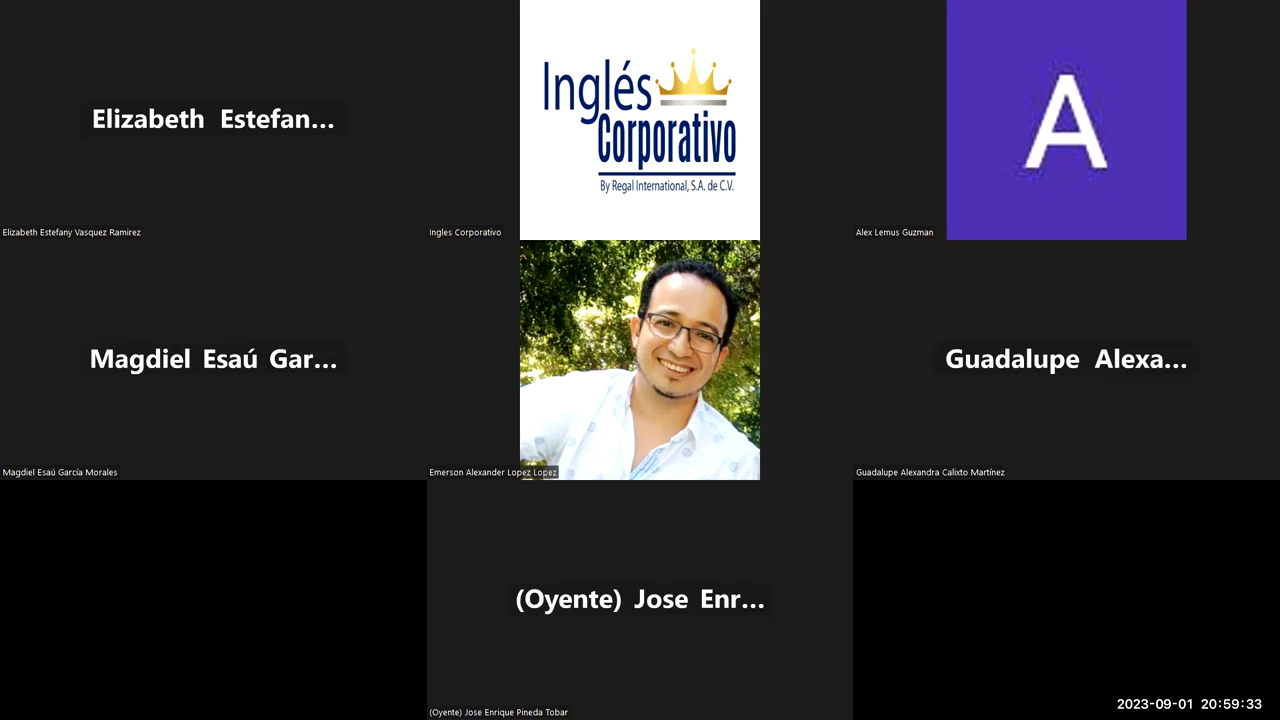 Elizabeth Estefan...
Elizabeth Estefany Vasquez Ramirez
Inglés
Corporativo
By Regal International, S.A. de C.V.
Ingles Corporativo
A
Alex Lemus Guzman
Magdiel Esaú Gar...
Magdiel Esaú García Morales
Emerson Alexander Lopez Lopez
Guadalupe Alexa...
Guadalupe Alexandra Calixto Martínez
(Oyente) Jose Enr...
(Oyente) Jose Enrique Pineda Tobar
2023-09-01 20:59:33